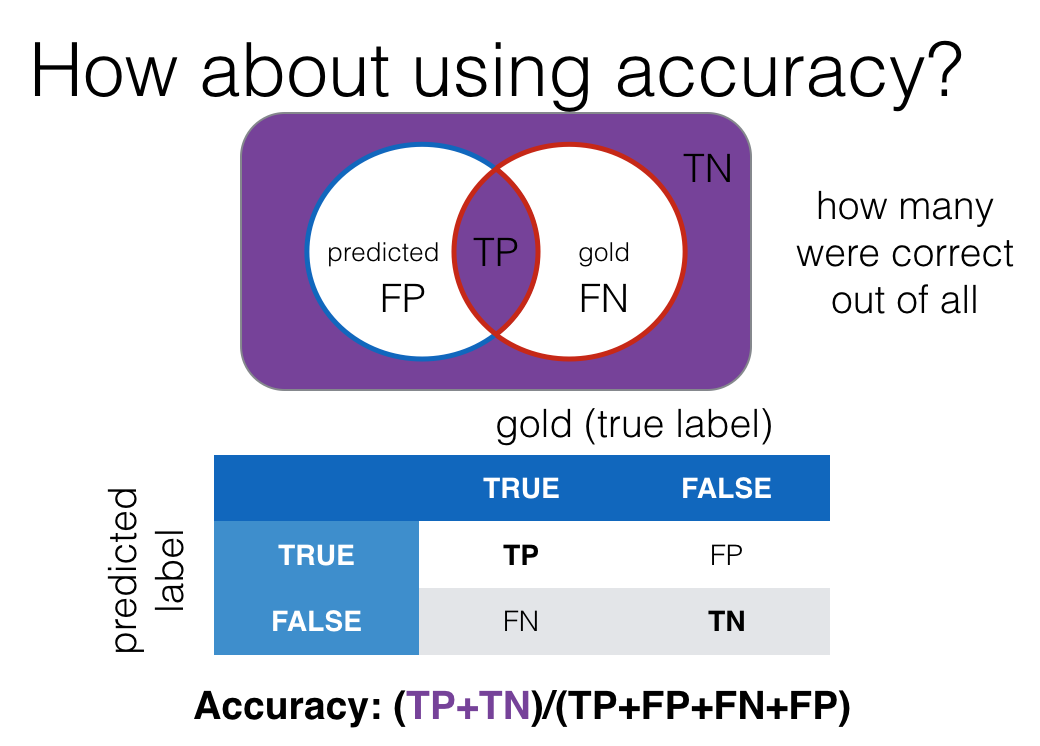 How about using accuracy?
TN
predicted
TP
gold
FP
FN
how many
were correct
out of all
gold (true label)
predicted
label
TRUE FALSE
TRUE TP FP
FALSE FN TN
Accuracy: (TP+TN)/(TP+FP+FN+FP)